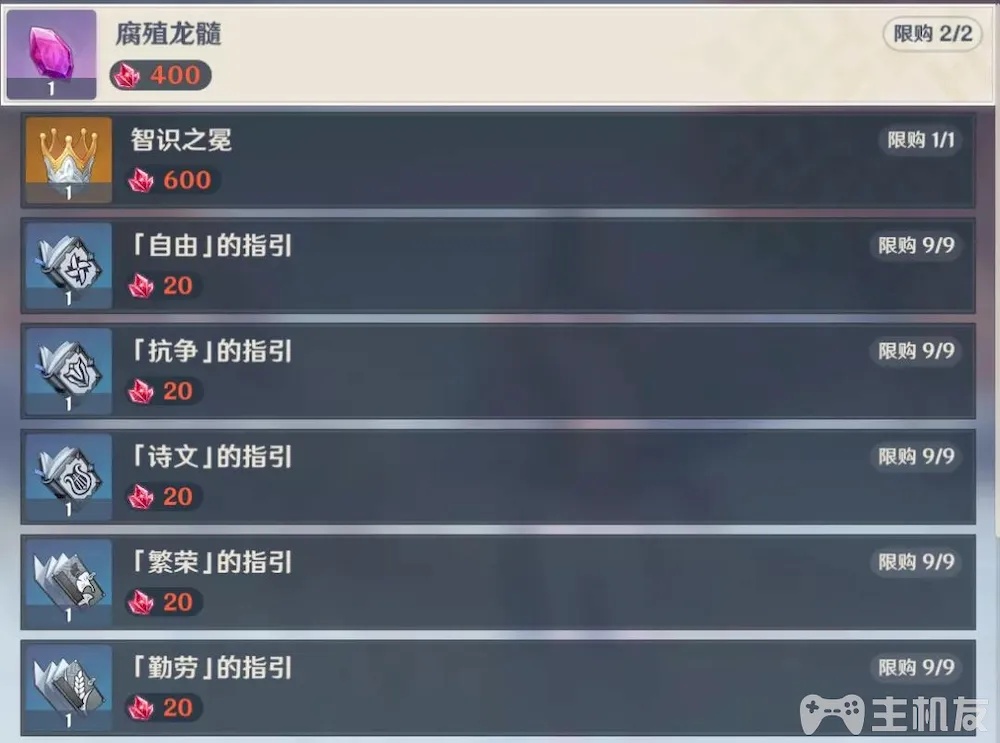 腐殖龙髓
限购 2/2
1
400
智识之冕
限购 1/1
1
600
「自由」的指引
限购 9/9
1
20
「抗争」的指引
限购 9/9
1
20
「诗文」的指引
限购 9/9
1
20
「繁荣」的指引
限购 9/9
1
20
「勤劳」的指引
限购 9/9
1
20
主机友